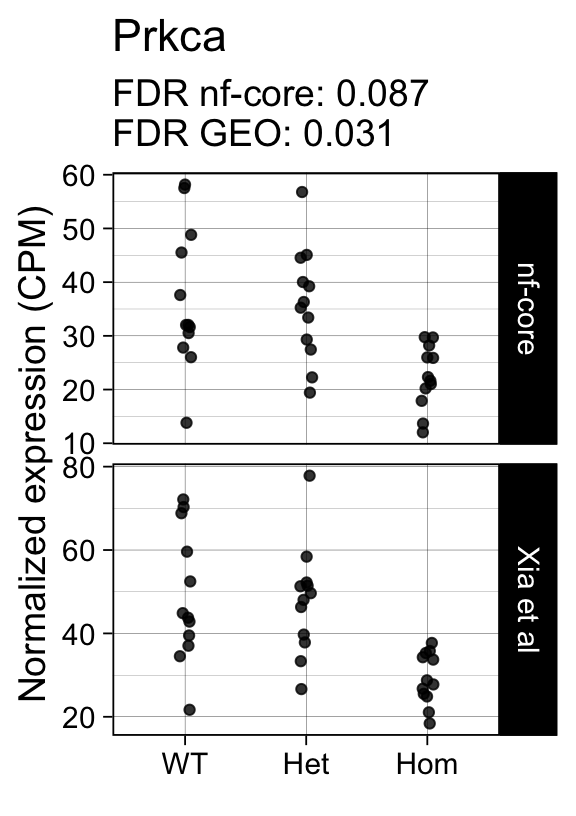 Prkca
FDR nf-core: 0.087
FDR GEO: 0.031
Normalized expression (CPM)
60
50
40
30
20
10
nf-core
80
60
40
20
Xia et al
WT Het Hom